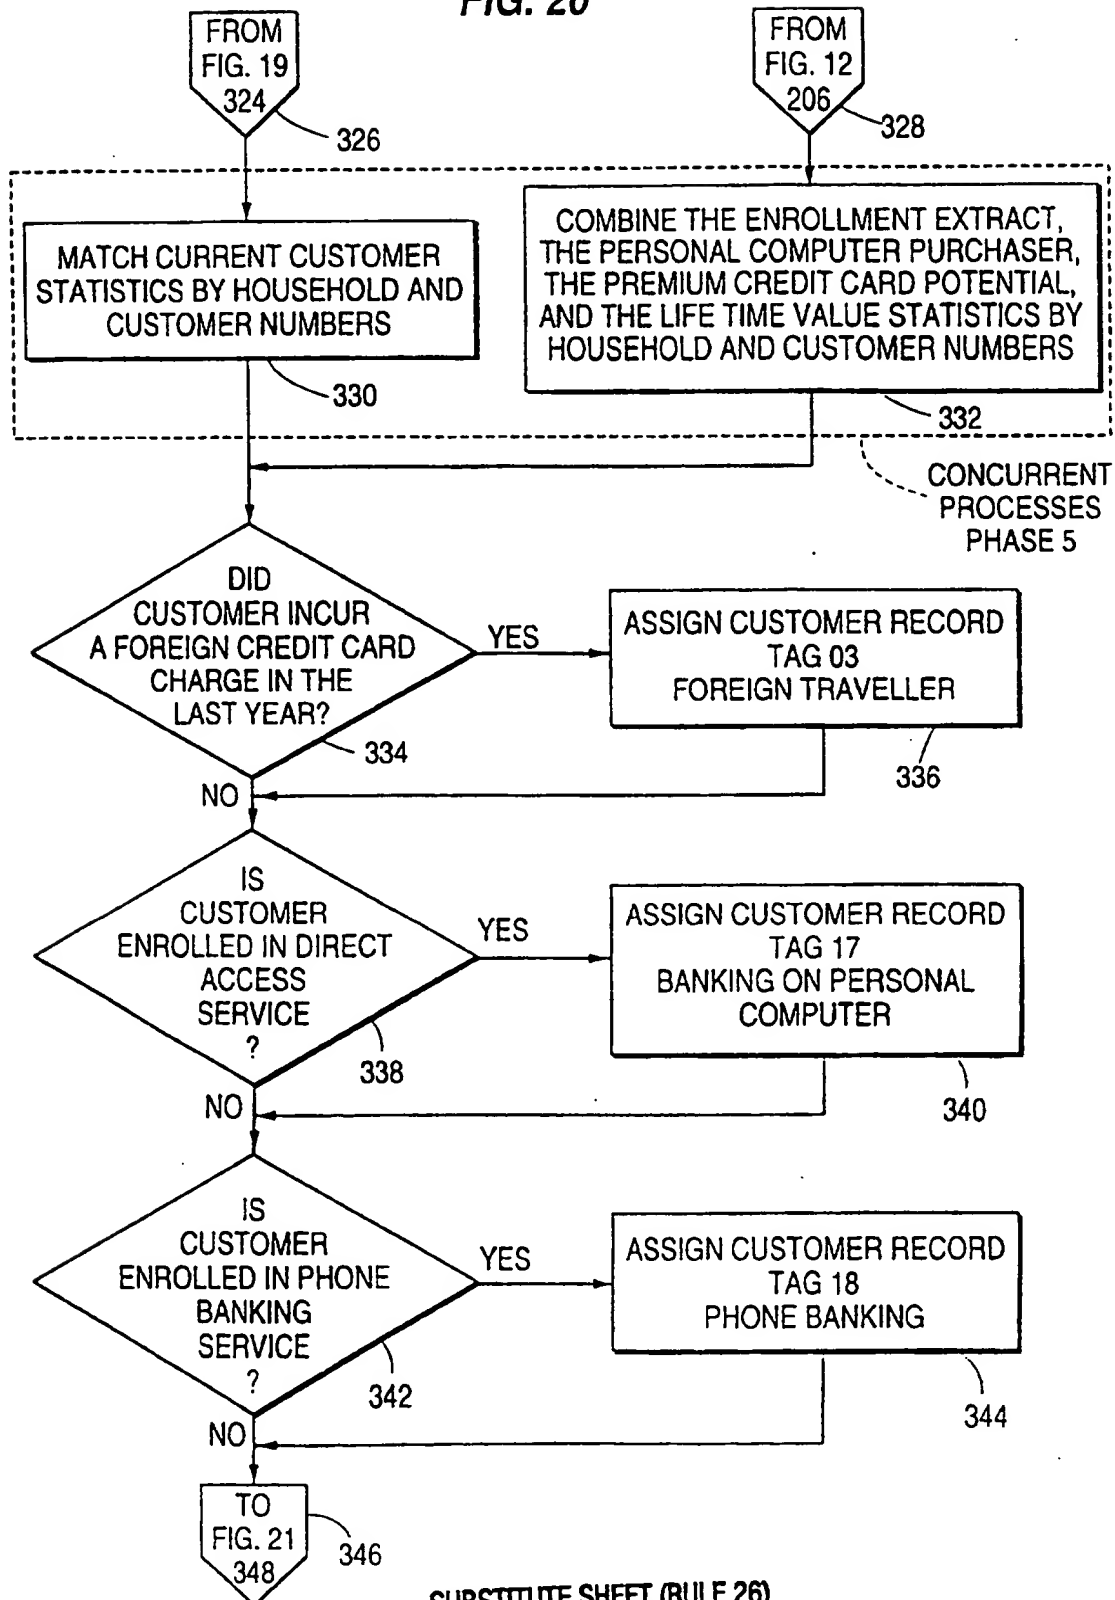 FIG. 20
FROM
FIG. 19
324
326
FROM
FIG. 12
206
328
MATCH CURRENT CUSTOMER
STATISTICS BY HOUSEHOLD AND
CUSTOMER NUMBERS
330
COMBINE THE ENROLLMENT EXTRACT,
THE PERSONAL COMPUTER PURCHASER,
THE PREMIUM CREDIT CARD POTENTIAL,
AND THE LIFE TIME VALUE STATISTICS BY
HOUSEHOLD AND CUSTOMER NUMBERS
332
CONCURRENT
PROCESSES
PHASE 5
DID
CUSTOMER INCUR
A FOREIGN CREDIT CARD
CHARGE IN THE
LAST YEAR?
334
YES
ASSIGN CUSTOMER RECORD
TAG 03
FOREIGN TRAVELLER
336
NO
IS
CUSTOMER
ENROLLED IN DIRECT
ACCESS
SERVICE
?
338
YES
ASSIGN CUSTOMER RECORD
TAG 17
BANKING ON PERSONAL
COMPUTER
340
NO
IS
CUSTOMER
ENROLLED IN PHONE
BANKING
SERVICE
?
342
YES
ASSIGN CUSTOMER RECORD
TAG 18
PHONE BANKING
344
NO
TO
FIG. 21
348
346
SUBSTITUTE SHEET (RULE 26)